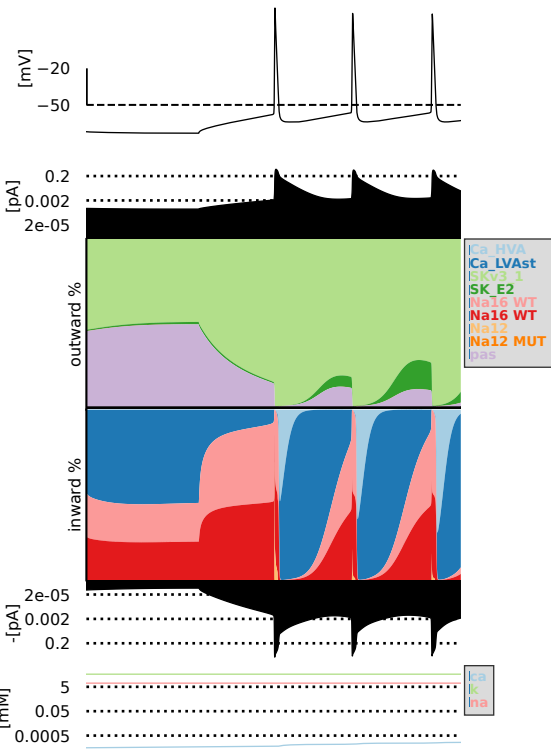 [mV]
−20
−50
[pA]
0.2
0.002
2e-05
outward %
Ca_HVA
Ca_LVAst
SKv3_1
SK_E2
Na16 WT
Na16 WT
Na12
Na12 MUT
pas
inward %
-[pA]
2e-05
0.002
0.2
[mM]
5
0.05
0.0005
ca
k
na